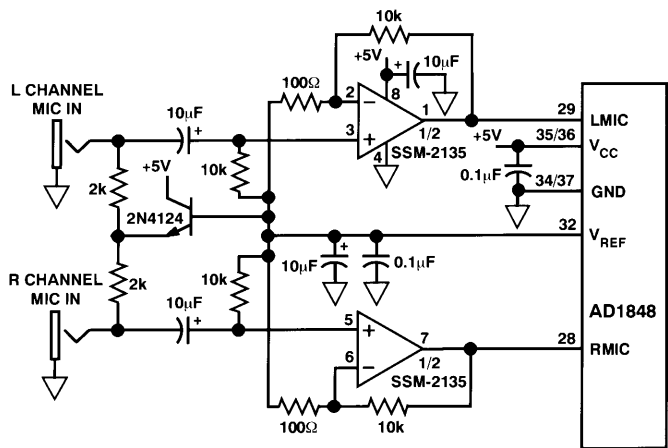 10k
+5V
+
10µF
L CHANNEL
MIC IN
100Ω
2
−
8
1
10µF
+
3
+
4
1/2
SSM-2135
29
LMIC
+5V
35/36
VCC
0.1µF
34/37
GND
+5V
10k
2k
2N4124
32
VREF
10k
10µF
+
0.1µF
2k
R CHANNEL
MIC IN
10µF
+
5
+
7
6
−
1/2
SSM-2135
AD1848
28
RMIC
100Ω
10k